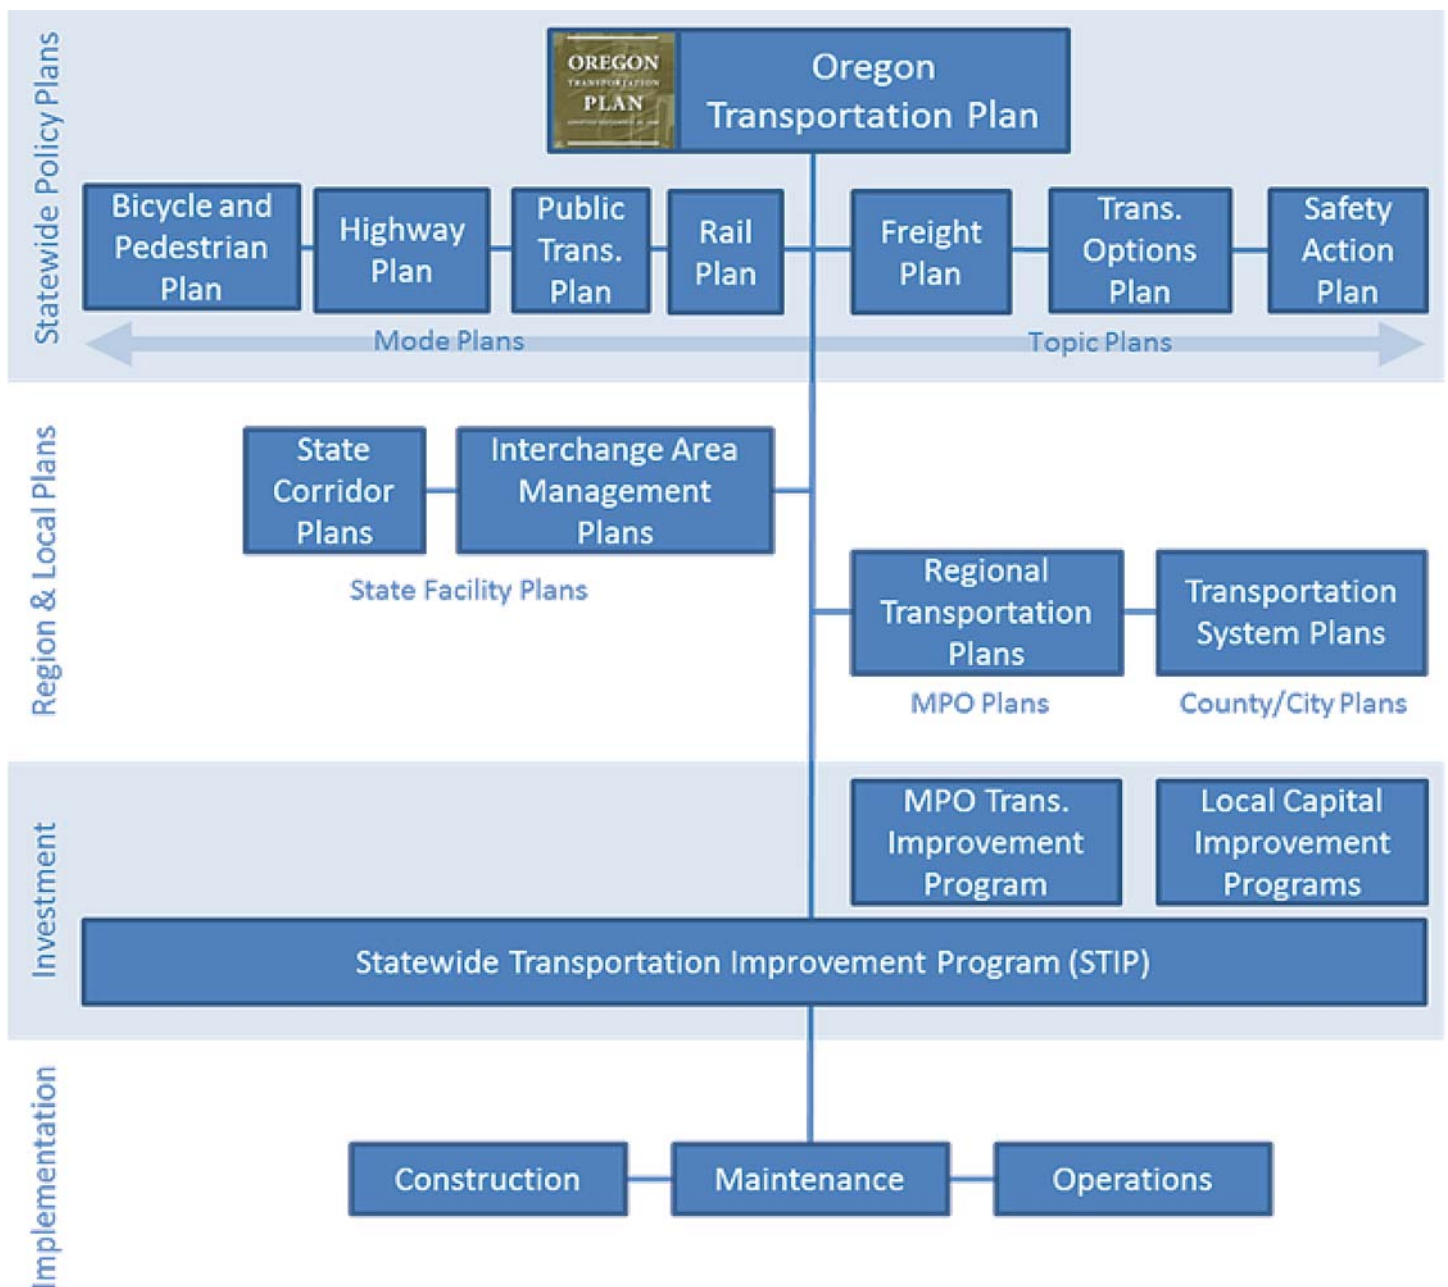 Statewide Policy Plans
OREGON
TRANSPORTATION
PLAN
Oregon
Transportation Plan
Bicycle and
Pedestrian
Plan
Highway
Plan
Public
Trans.
Plan
Rail
Plan
Freight
Plan
Trans.
Options
Plan
Safety
Action
Plan
Mode Plans
Topic Plans
Region & Local Plans
State
Corridor
Plans
Interchange Area
Management
Plans
State Facility Plans
Regional
Transportation
Plans
Transportation
System Plans
MPO Plans
County/City Plans
Investment
MPO Trans.
Improvement
Program
Local Capital
Improvement
Programs
Statewide Transportation Improvement Program (STIP)
Implementation
Construction
Maintenance
Operations